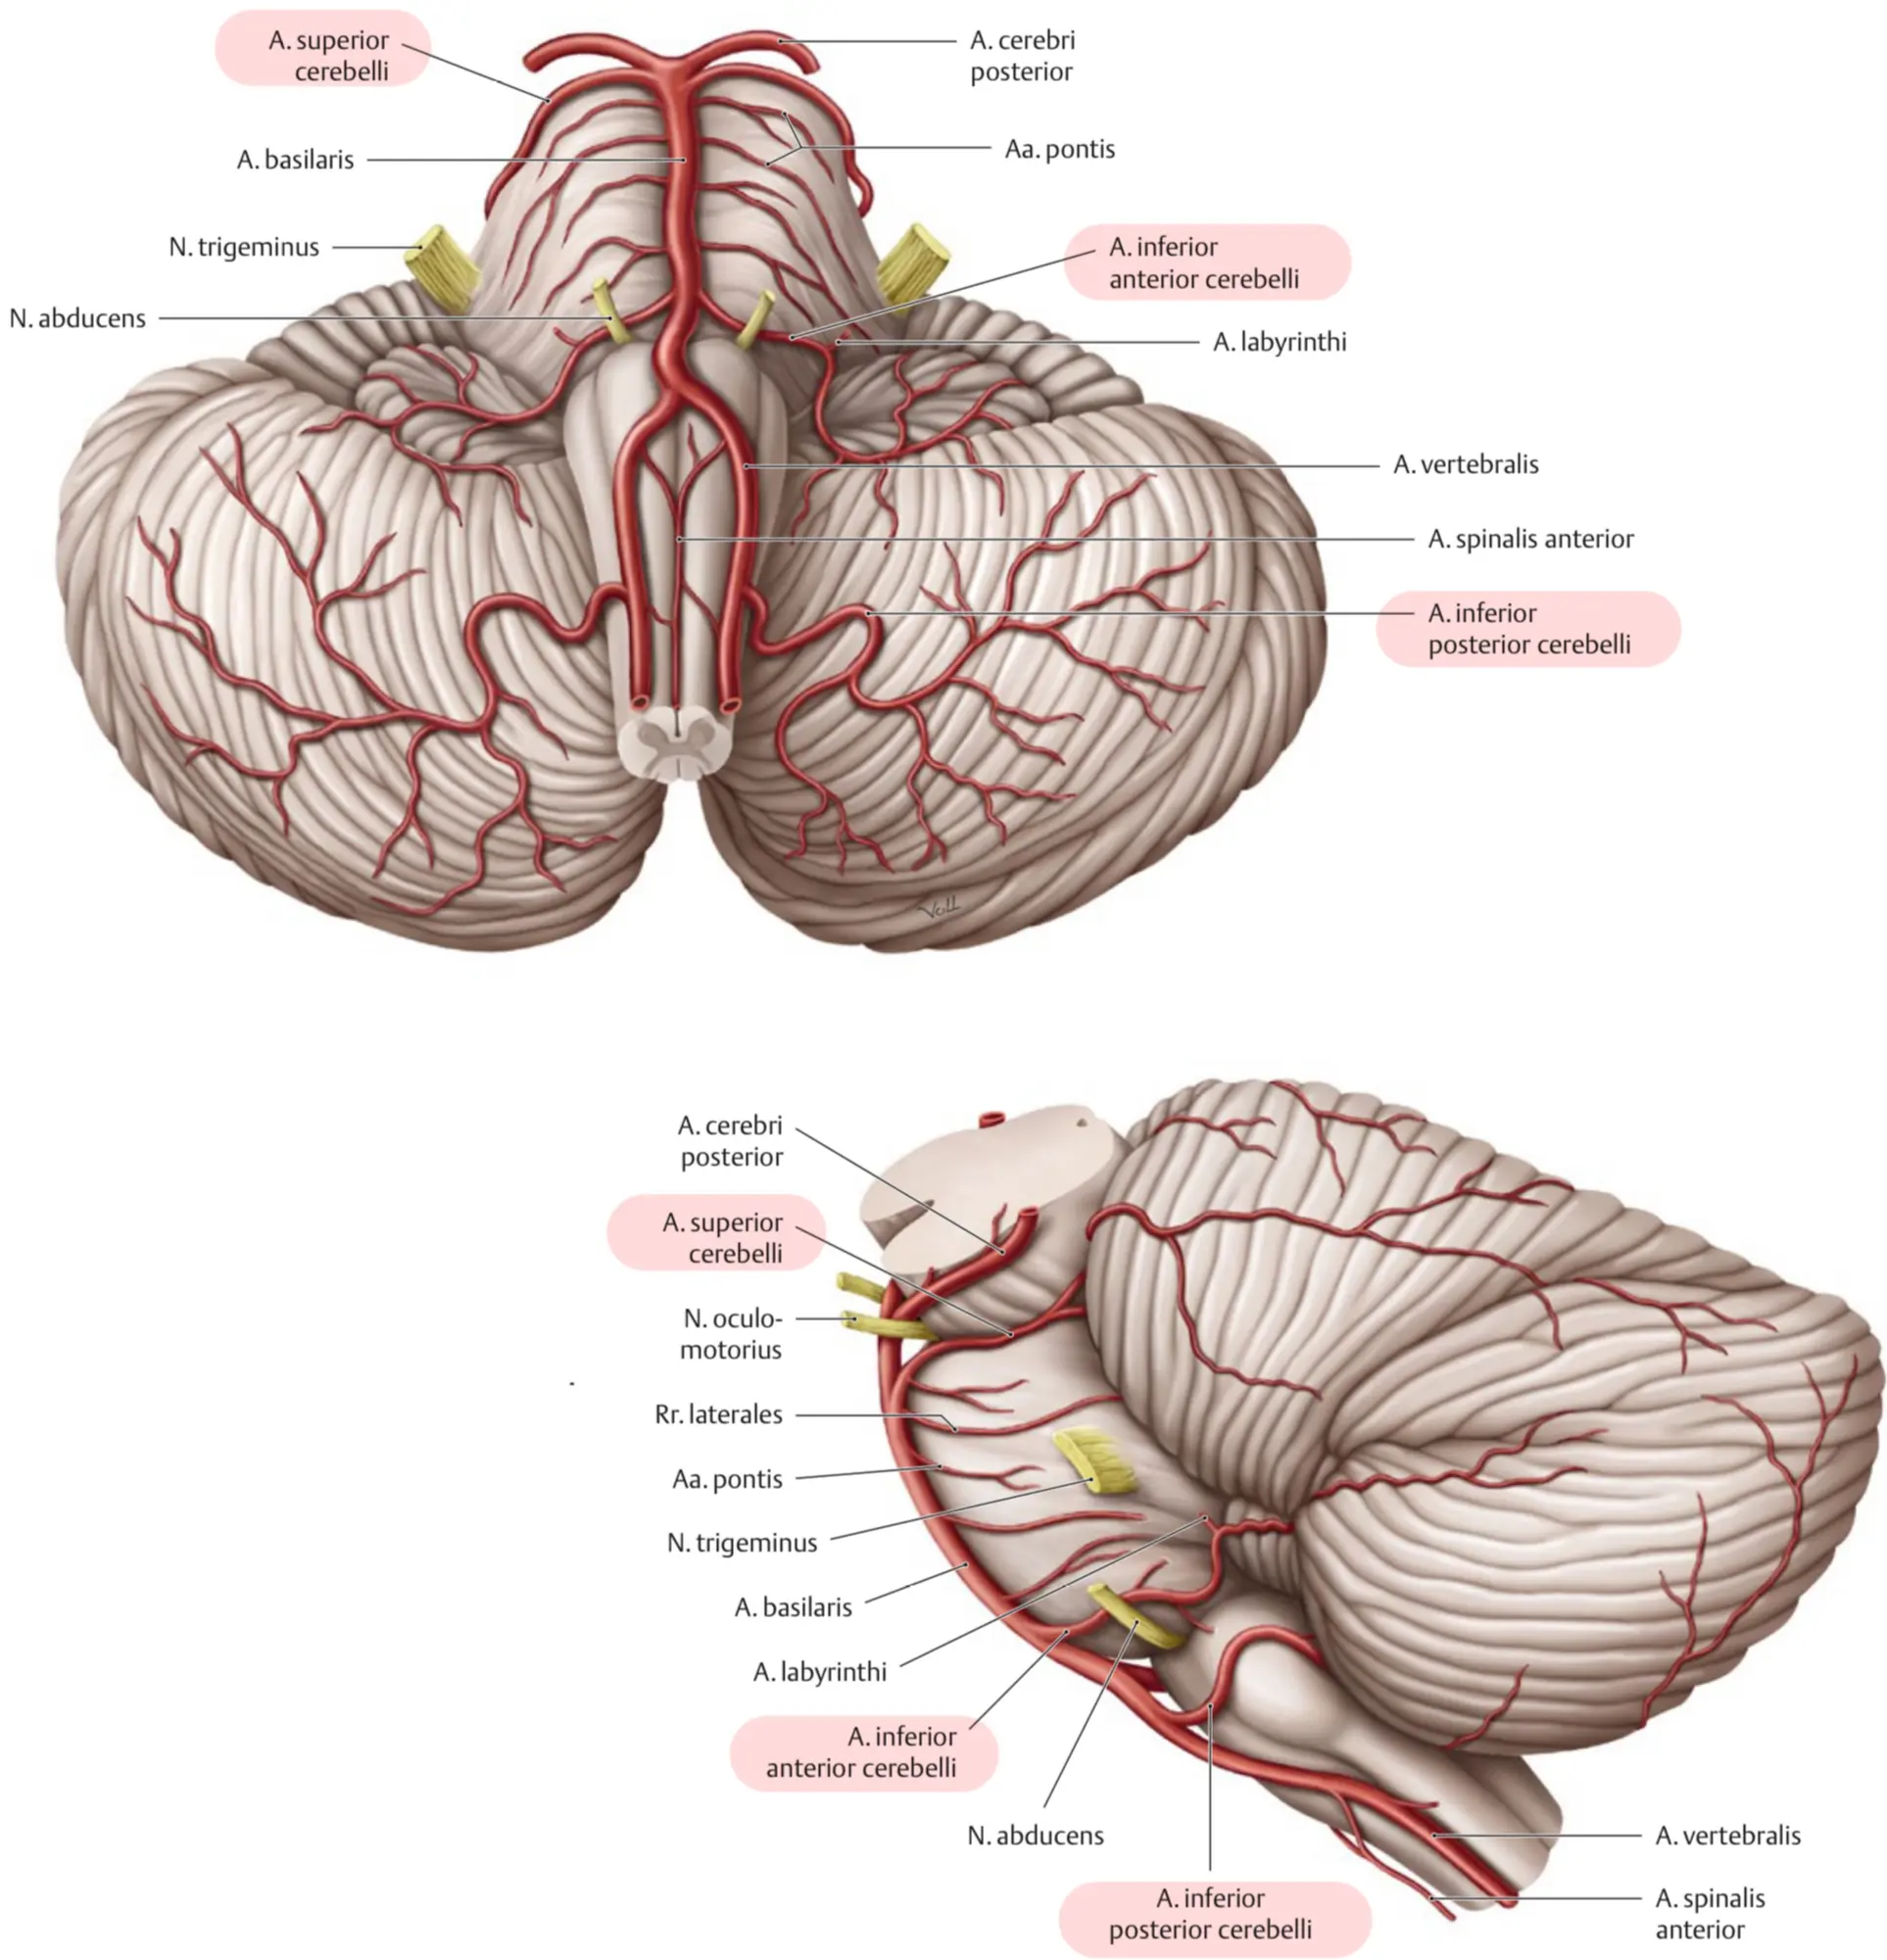 A. superior
cerebelli
A. cerebri
posterior
A. basilaris
Aa. pontis
N. trigeminus
A. inferior
anterior cerebelli
N. abducens
A. labyrinthi
A. vertebralis
A. spinalis anterior
A. inferior
posterior cerebelli
Voll
A. cerebri
posterior
A. superior
cerebelli
N. oculo-
motorius
Rr. laterales
Aa. pontis
N. trigeminus
A. basilaris
A. labyrinthi
A. inferior
anterior cerebelli
N. abducens
A. inferior
posterior cerebelli
A. vertebralis
A. spinalis
anterior